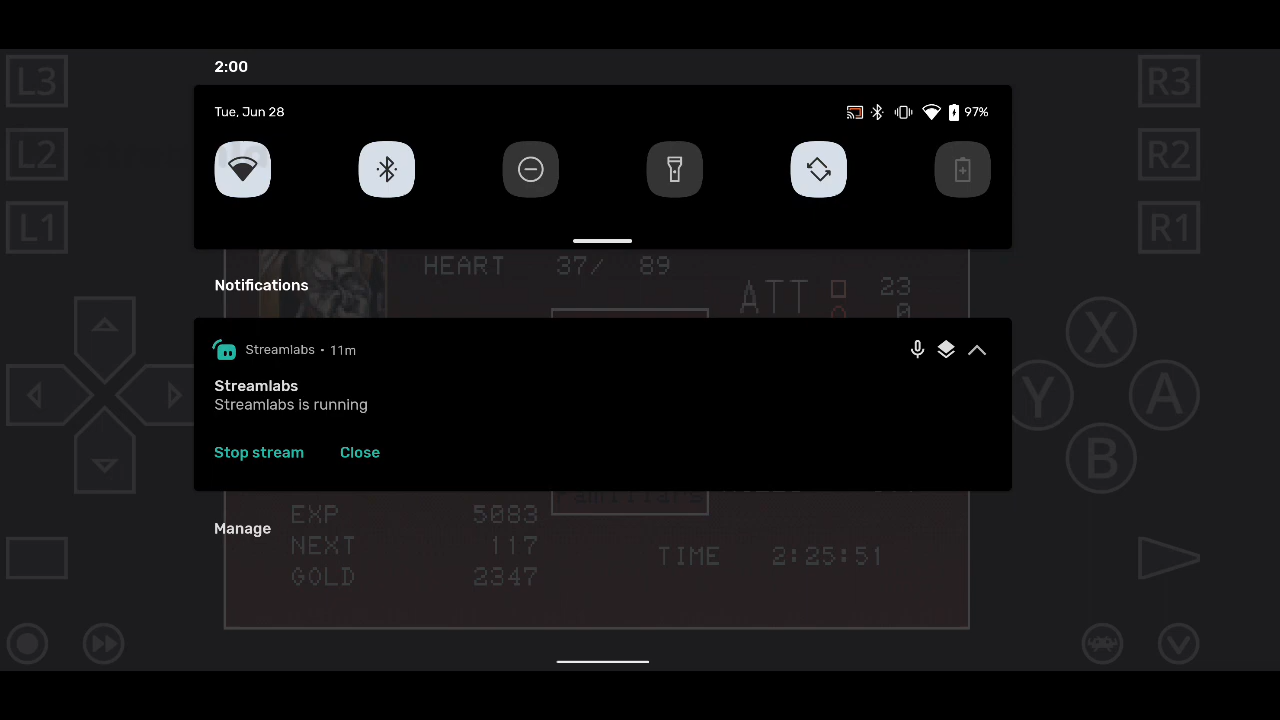 L3
R3
2:00
Tue, Jun 28
97%
L2
R2
L1
R1
HEART 37/ 89
ATT 23
0
Notifications
X
Streamlabs • 11m
Streamlabs
Streamlabs is running
Y
A
Stop stream Close
B
Familiars
EXP 5083
Manage
NEXT 117
TIME 2:25:51
GOLD 2347